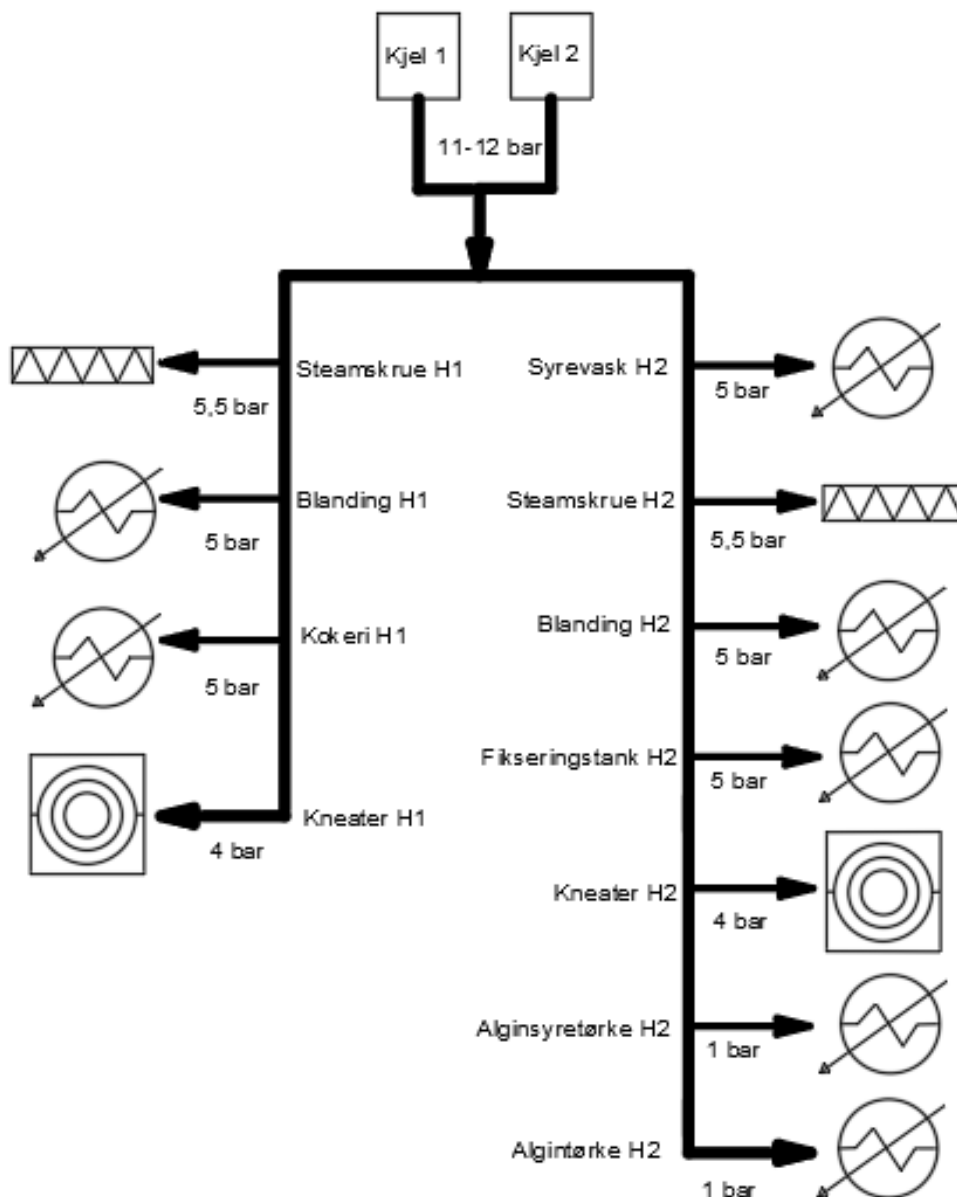 Kjel 1
Kjel 2
11-12 bar
Steamskrue H1
5,5 bar
Blanding H1
5 bar
Kokeri H1
5 bar
Kneater H1
4 bar
Syrevask H2
5 bar
Steamskrue H2
5,5 bar
Blanding H2
5 bar
Fikseringstank H2
5 bar
Kneater H2
4 bar
Alginsyretørke H2
1 bar
Algintørke H2
1 bar